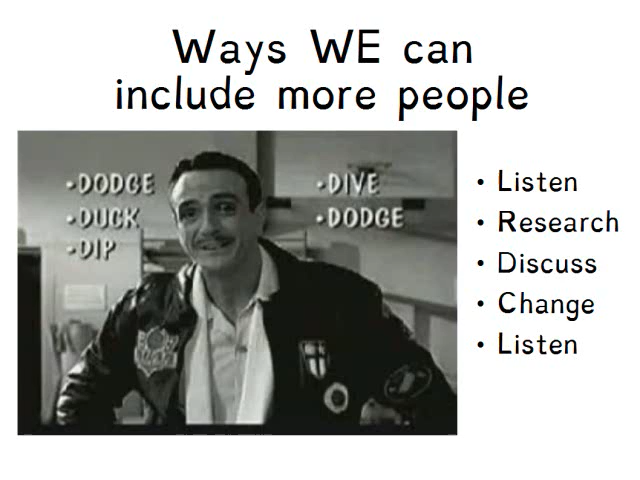 Ways WE can
include more people
•DODGE
•DUCK
•DIP
•DIVE
•DODGE
• Listen
• Research
• Discuss
• Change
• Listen